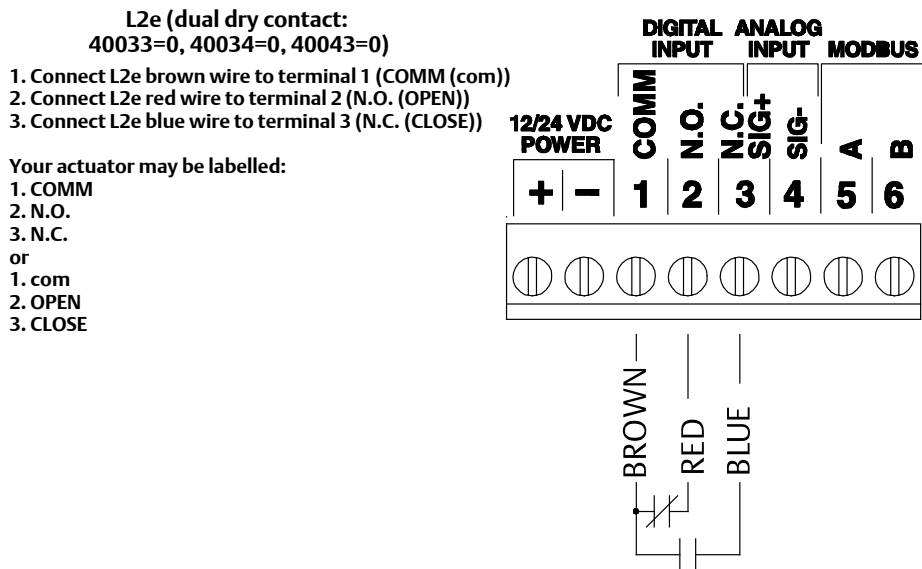 L2e (dual dry contact:
40033=0, 40034=0, 40043=0)
1. Connect L2e brown wire to terminal 1 (COMM (com))
2. Connect L2e red wire to terminal 2 (N.O. (OPEN))
3. Connect L2e blue wire to terminal 3 (N.C. (CLOSE))
Your actuator may be labelled:
1. COMM
2. N.O.
3. N.C.
or
1. com
2. OPEN
3. CLOSE
DIGITAL INPUT
ANALOG INPUT
MODBUS
12/24 VDC
POWER
COMM
N.O.
N.C.
SIG+
SIG-
A
B
+ − 1 2 3 4 5 6
BROWN
RED
BLUE